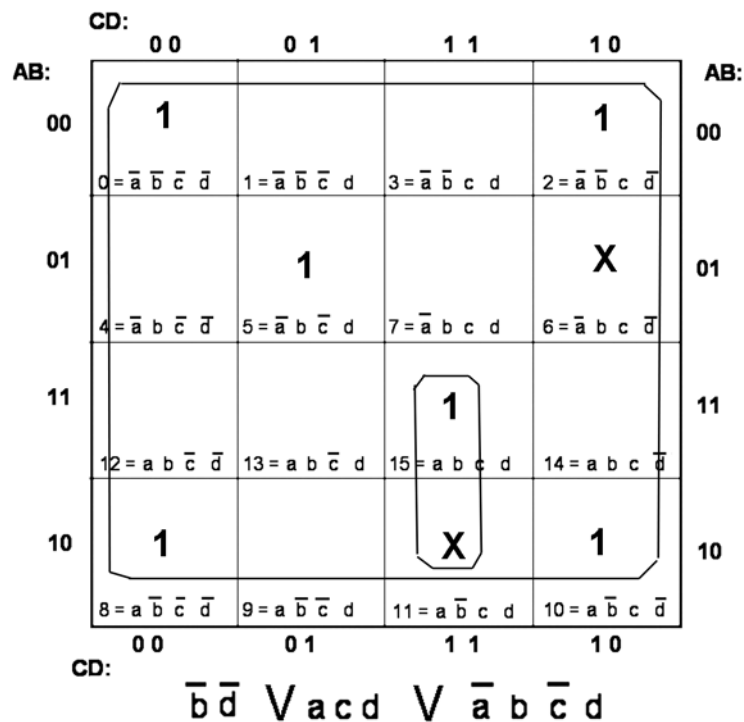 CD:
00 01 11 10
AB: AB:
00 1 1 00
0 = a̅ b̅ c̅ d̅ 1 = a̅ b̅ c̅ d 3 = a̅ b̅ c d 2 = a̅ b̅ c d̅
01 1 X 01
4 = a̅ b c̅ d̅ 5 = a̅ b c̅ d 7 = a̅ b c d 6 = a̅ b c d̅
11 1 11
12 = a b c̅ d̅ 13 = a b c̅ d 15 = a b c d 14 = a b c d̅
10 1 X 1 10
8 = a b̅ c̅ d̅ 9 = a b̅ c̅ d 11 = a b̅ c d 10 = a b̅ c d̅
00 01 11 10
CD:
b̅ d̅ V a c d V a̅ b c̅ d